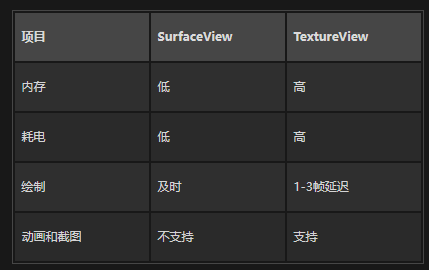 项目 SurfaceView TextureView
内存 低 高
耗电 低 高
绘制 及时 1-3帧延迟
动画和截图 不支持 支持